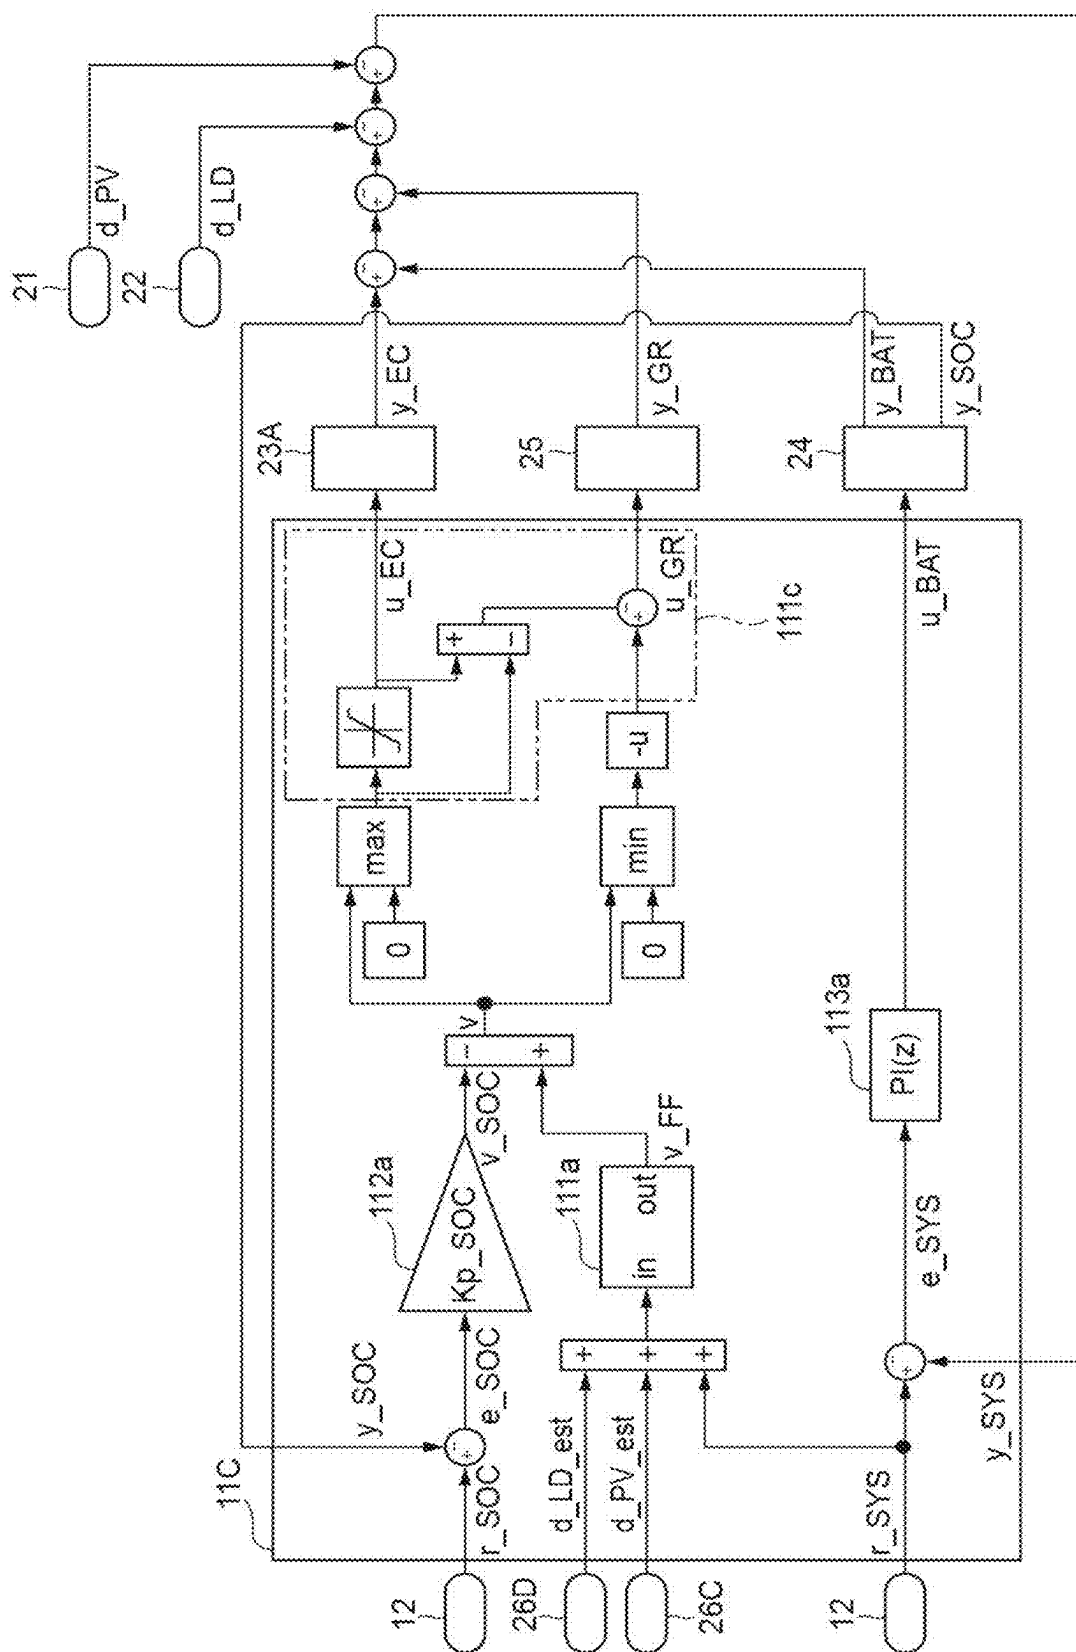 21
d_PV
22
d_LD
11C
y_SOC
12
r_SOC
+
-
e_SOC
Kp_SOC
112a
v_SOC
26D
d_LD_est
26C
d_PV_est
+
+
+
in
out
111a
v_FF
-
+
v
0
max
0
min
-u
+
-
+
-
u_EC
u_GR
111c
23A
y_EC
25
y_GR
24
y_BAT
y_SOC
+
-
+
-
+
-
+
-
12
r_SYS
+
-
y_SYS
e_SYS
PI(z)
113a
u_BAT